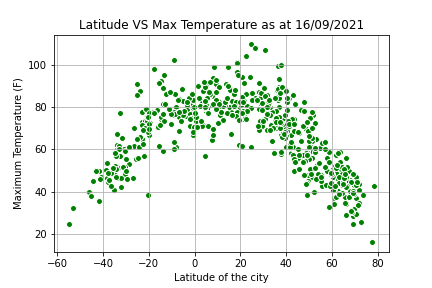 Latitude VS Max Temperature as at 16/09/2021
Maximum Temperature (F)
100
80
60
40
20
−60 −40 −20 0 20 40 60 80
Latitude of the city